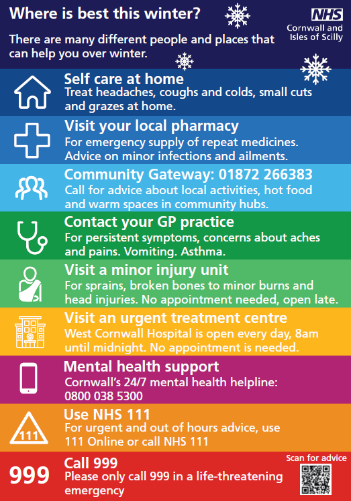 Where is best this winter?
NHS
Cornwall and
Isles of Scilly
There are many different people and places that
can help you over winter.
Self care at home
Treat headaches, coughs and colds, small cuts
and grazes at home.
Visit your local pharmacy
For emergency supply of repeat medicines.
Advice on minor infections and ailments.
Community Gateway: 01872 266383
Call for advice about local activities, hot food
and warm spaces in community hubs.
Contact your GP practice
For persistent symptoms, concerns about aches
and pains. Vomiting. Asthma.
Visit a minor injury unit
For sprains, broken bones to minor burns and
head injuries. No appointment needed, open late.
Visit an urgent treatment centre
West Cornwall Hospital is open every day, 8am
until midnight. No appointment is needed.
Mental health support
Cornwall's 24/7 mental health helpline:
0800 038 5300
111
Use NHS 111
For urgent and out of hours advice, use
111 Online or call NHS 111
999
Call 999
Please only call 999 in a life-threatening
emergency
Scan for advice